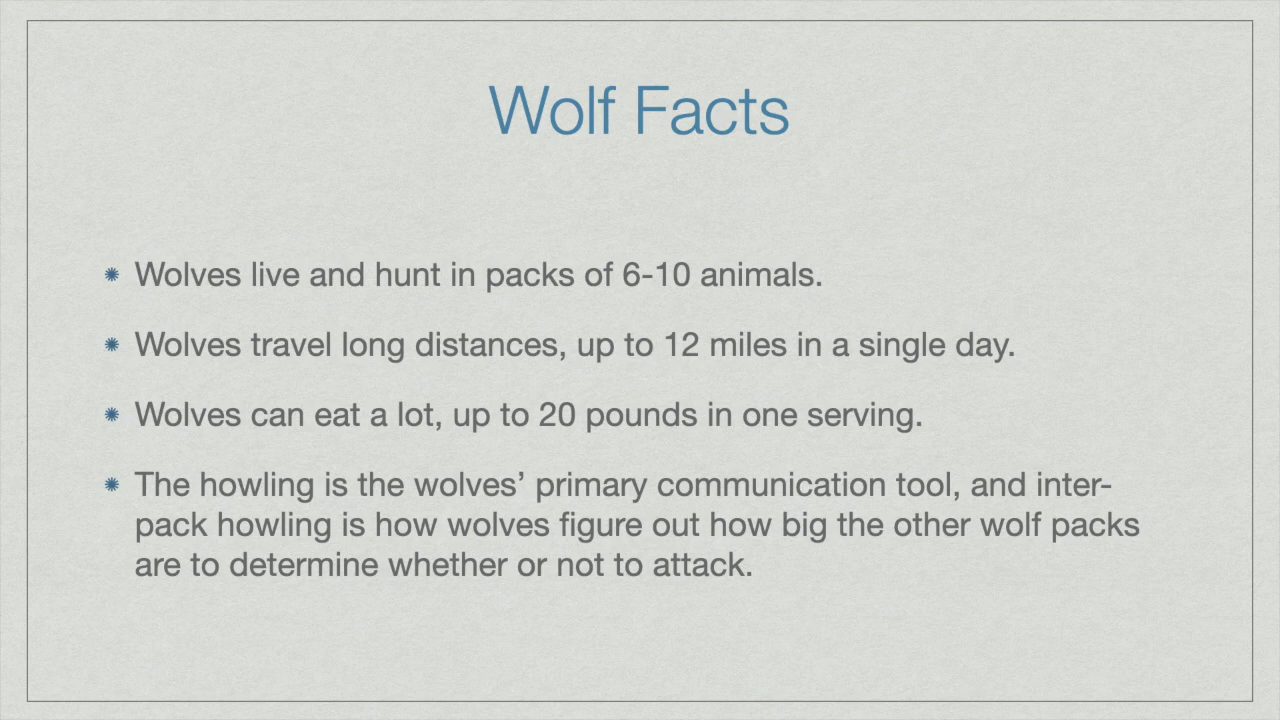 Wolf Facts
Wolves live and hunt in packs of 6-10 animals.
Wolves travel long distances, up to 12 miles in a single day.
Wolves can eat a lot, up to 20 pounds in one serving.
The howling is the wolves’ primary communication tool, and inter-
pack howling is how wolves figure out how big the other wolf packs
are to determine whether or not to attack.